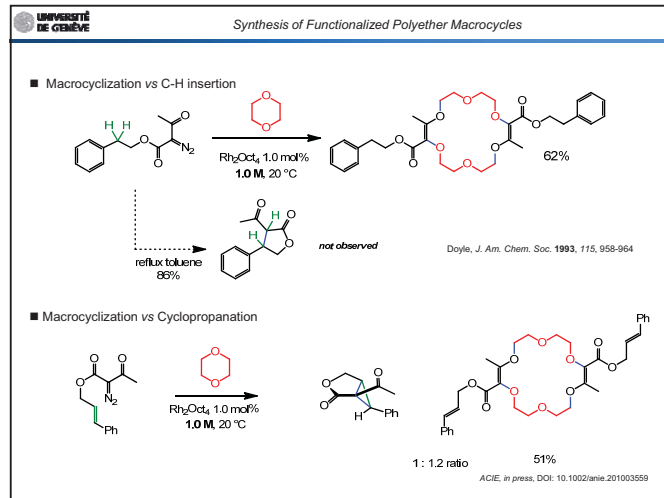 UNIVERSITÉ
DE GENÈVE
Synthesis of Functionalized Polyether Macrocycles
■ Macrocyclization vs C-H insertion
O
O
H H
O
O
O
N2
Rh2Oct4 1.0 mol%
1.0 M, 20 °C
O
O
O
O
O
O
O
O
O
O
62%
reflux toluene
86%
O
H
O
H
O
not observed
Doyle, J. Am. Chem. Soc. 1993, 115, 958-964
■ Macrocyclization vs Cyclopropanation
O
O
O
O
O
N2
Ph
Rh2Oct4 1.0 mol%
1.0 M, 20 °C
O
O
O
H
Ph
O
O
O
O
O
O
O
O
O
O
Ph
Ph
1 : 1.2 ratio
51%
ACIE, in press, DOI: 10.1002/anie.201003559